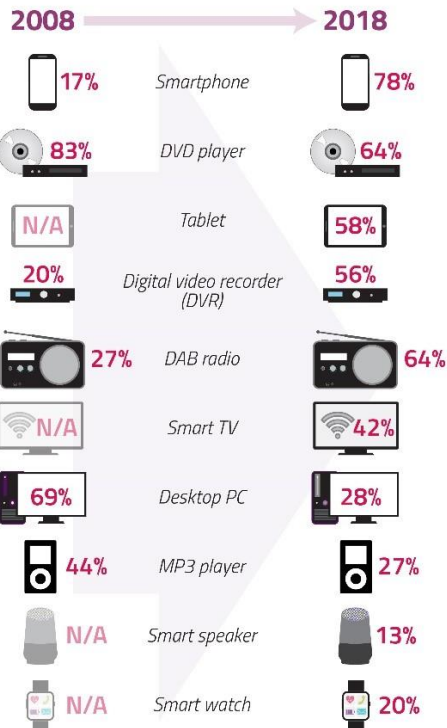 2008 2018
17% Smartphone 78%
83% DVD player 64%
N/A Tablet 58%
20% Digital video recorder 56%
(DVR)
27% DAB radio 64%
N/A Smart TV 42%
69% Desktop PC 28%
44% MP3 player 27%
N/A Smart speaker 13%
N/A Smart watch 20%